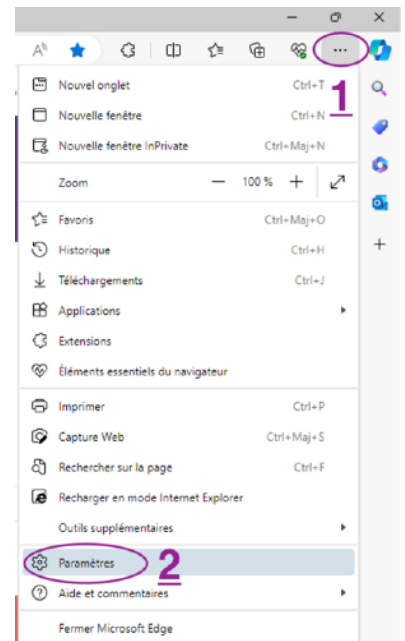 A
1
Nouvel onglet Ctrl+T
Nouvelle fenêtre Ctrl+N
Nouvelle fenêtre InPrivate Ctrl+Maj+N
Zoom — 100 % +
Favoris Ctrl+Maj+O
Historique Ctrl+H
Téléchargements Ctrl+J
Applications
Extensions
Éléments essentiels du navigateur
Imprimer Ctrl+P
Capture Web Ctrl+Maj+S
Rechercher sur la page Ctrl+F
Recharger en mode Internet Explorer
Outils supplémentaires
Paramètres 2
Aide et commentaires
Fermer Microsoft Edge